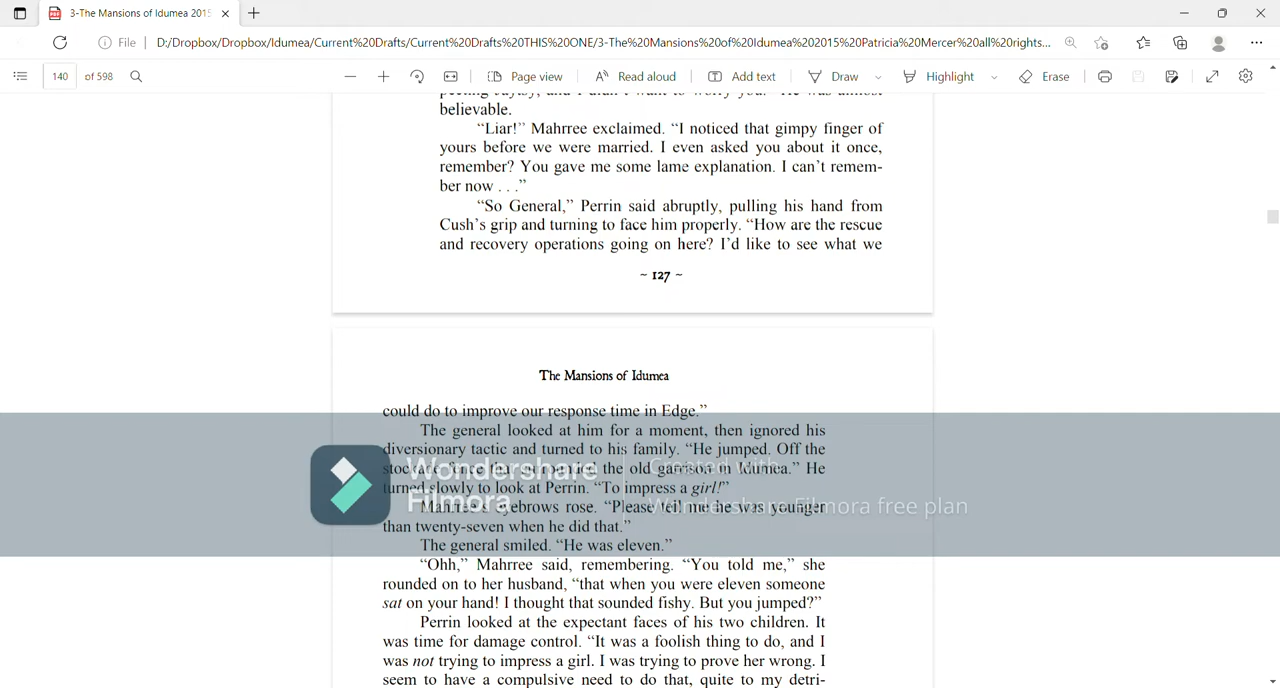 3-The Mansions of Idumea 2015
File
D:/Dropbox/Dropbox/Idumea/Current%20Drafts/Current%20Drafts%20THIS%20ONE/3-The%20Mansions%20of%20Idumea%202015%20Patricia%20Mercer%20all%20rights...
140 of 598
Page view
Read aloud
Add text
Draw
Highlight
Erase
believable.
“Liar!” Mahrree exclaimed. “I noticed that gimpy finger of
yours before we were married. I even asked you about it once,
remember? You gave me some lame explanation. I can’t remem-
ber now . . .”
“So General,” Perrin said abruptly, pulling his hand from
Cush’s grip and turning to face him properly. “How are the rescue
and recovery operations going on here? I’d like to see what we
~ 127 ~
The Mansions of Idumea
could do to improve our response time in Edge.”
The general looked at him for a moment, then ignored his
diversionary tactic and turned to his family. “He jumped. Off the
the old garrison in Idumea.” He
turned slowly to look at Perrin. “To impress a girl!”
Mahrree’s eyebrows rose. “Please tell me he was younger
than twenty-seven when he did that.”
Wondershare
Filmora
Created with
Wondershare Filmora free plan
The general smiled. “He was eleven.”
“Ohh,” Mahrree said, remembering. “You told me,” she
rounded on to her husband, “that when you were eleven someone
sat on your hand! I thought that sounded fishy. But you jumped?”
Perrin looked at the expectant faces of his two children. It
was time for damage control. “It was a foolish thing to do, and I
was not trying to impress a girl. I was trying to prove her wrong. I
seem to have a compulsive need to do that, quite to my detri-